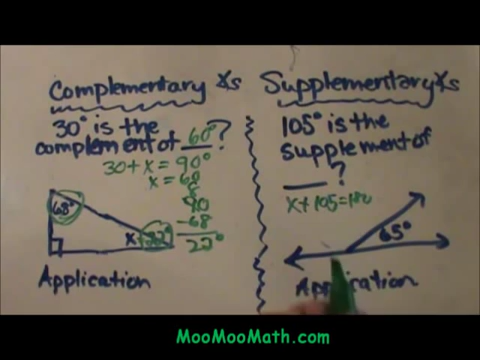 Complementary ∠s
30° is the
complement of 60°?
30+x=90°
x=60
90
-68
22°
68°
x=22°
Application
Supplementary ∠s
105° is the
supplement of
___?
x+105=180
65°
Application
MooMooMath.com